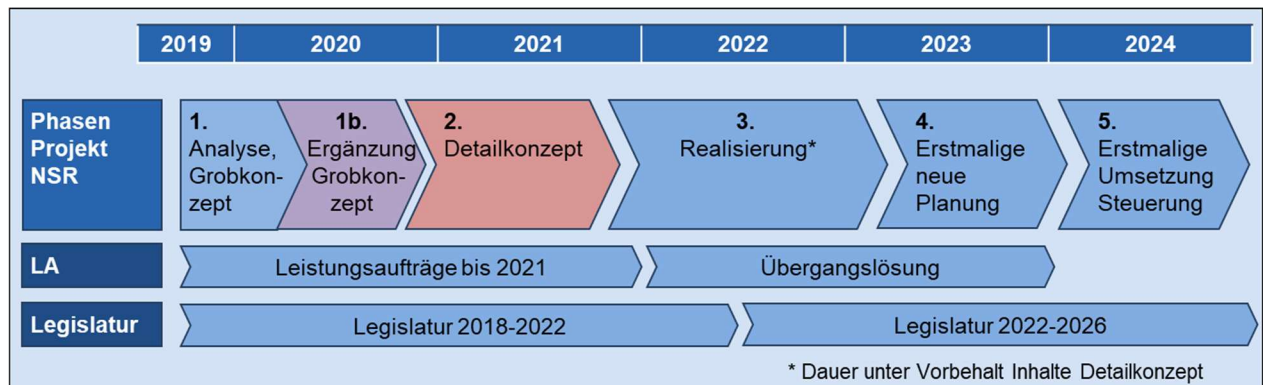 2019 2020 2021 2022 2023 2024
Phasen
Projekt
NSR
1.
Analyse,
Grobkon-
zept
1b.
Ergänzung
Grobkon-
zept
2.
Detailkonzept
3.
Realisierung*
4.
Erstmalige
neue
Planung
5.
Erstmalige
Umsetzung
Steuerung
LA
Leistungsaufträge bis 2021
Übergangslösung
Legislatur
Legislatur 2018-2022
Legislatur 2022-2026
* Dauer unter Vorbehalt Inhalte Detailkonzept